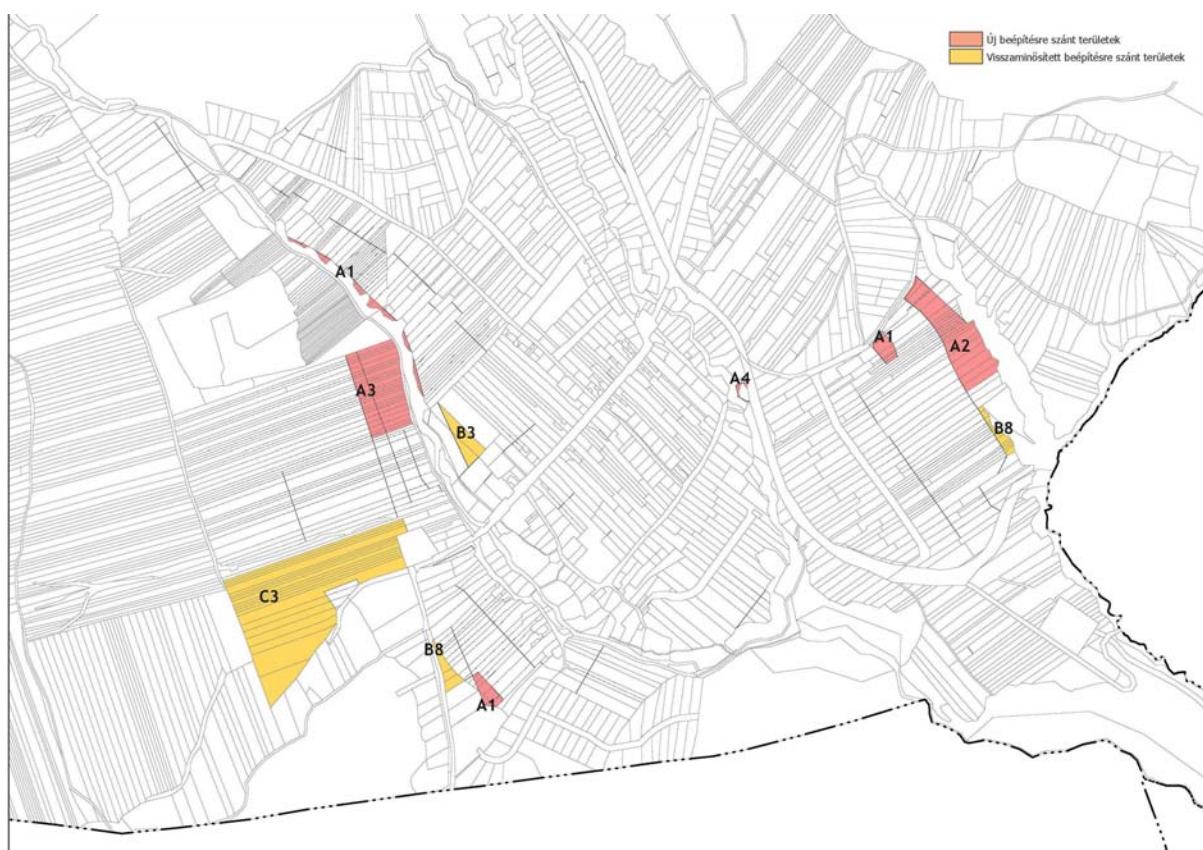 Új beépítésre szánt területek
Visszaminősített beépítésre szánt területek
A1
A1
A2
A3
A4
B3
B8
C3
B8
A1